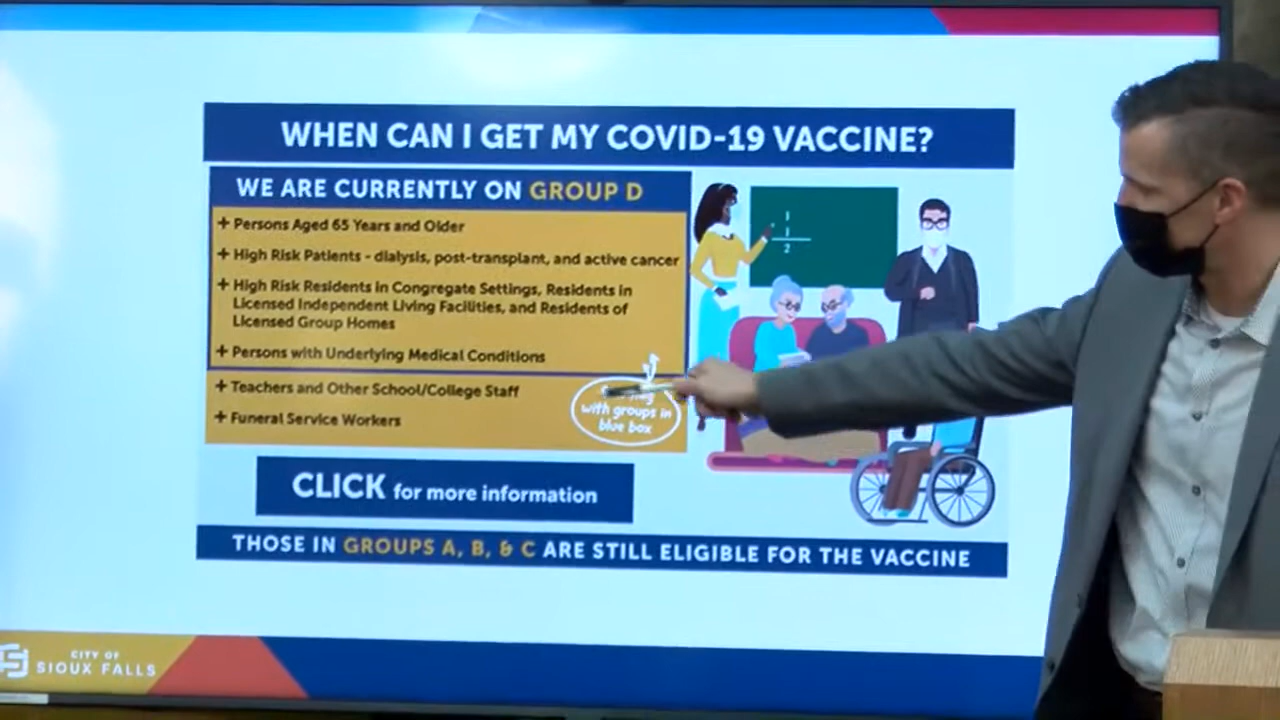 WHEN CAN I GET MY COVID-19 VACCINE?
WE ARE CURRENTLY ON GROUP D
+ Persons Aged 65 Years and Older
+ High Risk Patients - dialysis, post-transplant, and active cancer
+ High Risk Residents in Congregate Settings, Residents in
Licensed Independent Living Facilities, and Residents of
Licensed Group Homes
+ Persons with Underlying Medical Conditions
+ Teachers and Other School/College Staff
+ Funeral Service Workers
with groups in
blue box
1
1
2
CLICK for more information
THOSE IN GROUPS A, B, & C ARE STILL ELIGIBLE FOR THE VACCINE
CITY OF
SIOUX FALLS